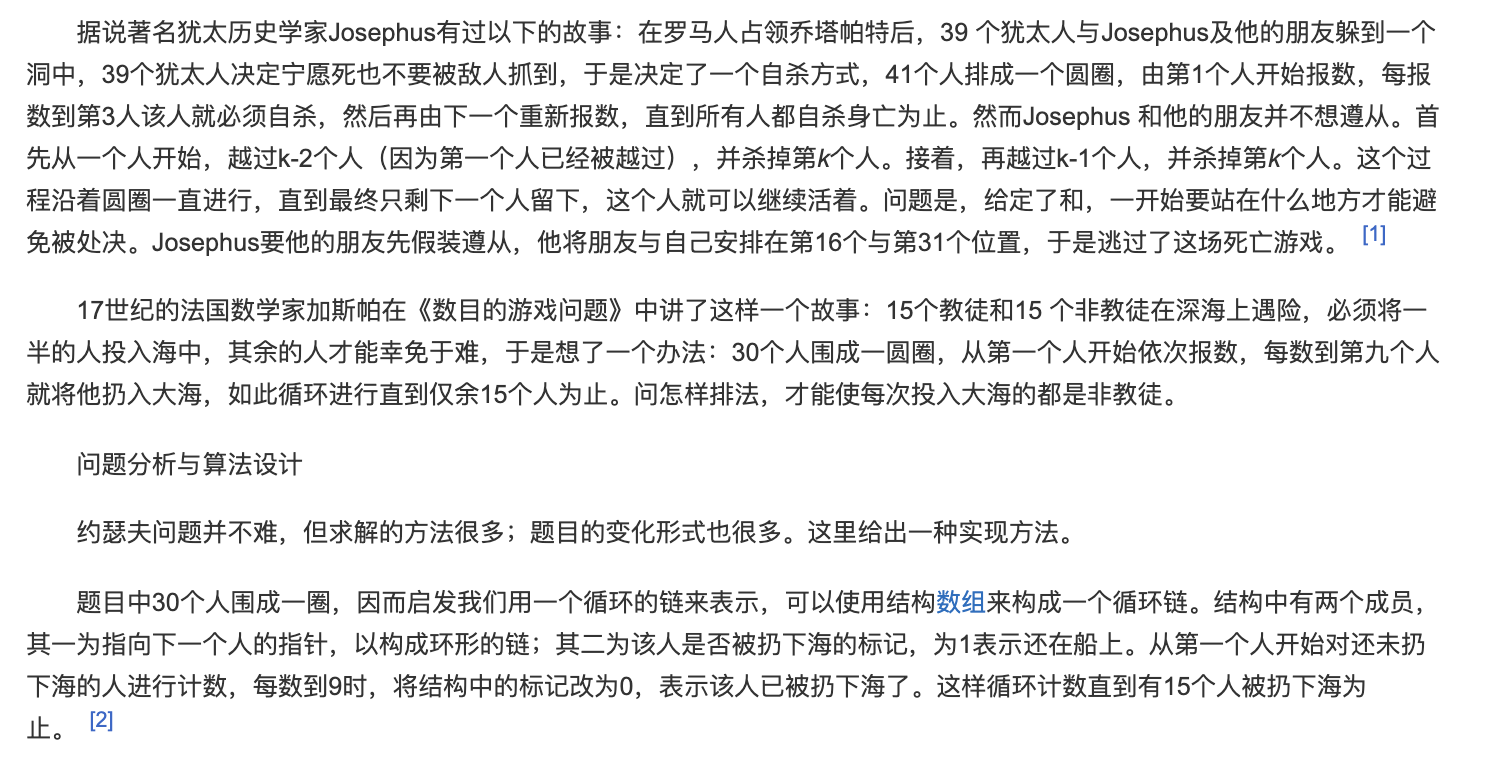 据说著名犹太历史学家Josephus有过以下的故事：在罗马人占领乔塔帕特后，39 个犹太人与Josephus及他的朋友躲到一个
洞中，39个犹太人决定宁愿死也不要被敌人抓到，于是决定了一个自杀方式，41个人排成一个圆圈，由第1个人开始报数，每报
数到第3人该人就必须自杀，然后再由下一个重新报数，直到所有人都自杀身亡为止。然而Josephus 和他的朋友并不想遵从。首
先从一个人开始，越过k-2个人（因为第一个人已经被越过），并杀掉第k个人。接着，再越过k-1个人，并杀掉第k个人。这个过
程沿着圆圈一直进行，直到最终只剩下一个人留下，这个人就可以继续活着。问题是，给定了和，一开始要站在什么地方才能避
免被处决。Josephus要他的朋友先假装遵从，他将朋友与自己安排在第16个与第31个位置，于是逃过了这场死亡游戏。 [1]
17世纪的法国数学家加斯帕在《数目的游戏问题》中讲了这样一个故事：15个教徒和15 个非教徒在深海上遇险，必须将一
半的人投入海中，其余的人才能幸免于难，于是想了一个办法：30个人围成一圆圈，从第一个人开始依次报数，每数到第九个人
就将他扔入大海，如此循环进行直到仅余15个人为止。问怎样排法，才能使每次投入大海的都是非教徒。
问题分析与算法设计
约瑟夫问题并不难，但求解的方法很多；题目的变化形式也很多。这里给出一种实现方法。
题目中30个人围成一圈，因而启发我们用一个循环的链来表示，可以使用结构数组来构成一个循环链。结构中有两个成员，
其一为指向下一个人的指针，以构成环形的链；其二为该人是否被扔下海的标记，为1表示还在船上。从第一个人开始对还未扔
下海的人进行计数，每数到9时，将结构中的标记改为0，表示该人已被扔下海了。这样循环计数直到有15个人被扔下海为
止。 [2]